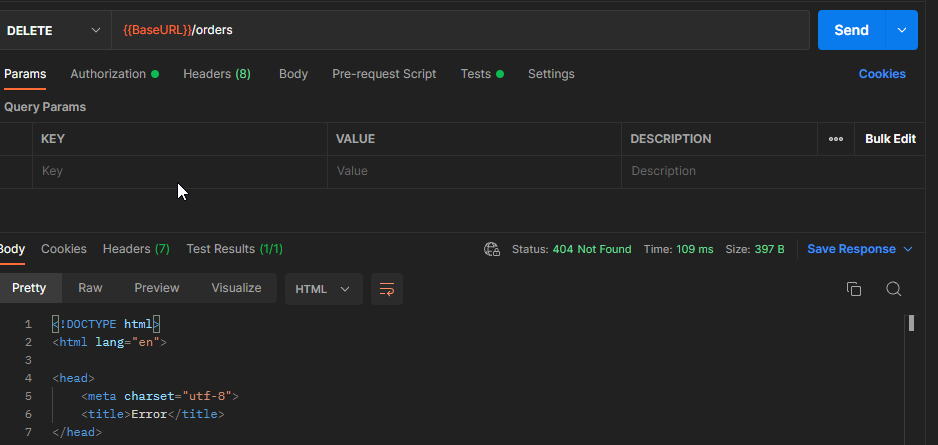 DELETE {{BaseURL}}/orders Send
Params Authorization Headers (8) Body Pre-request Script Tests Settings Cookies
Query Params
KEY VALUE DESCRIPTION Bulk Edit
Key Value Description
Body Cookies Headers (7) Test Results (1/1) Status: 404 Not Found Time: 109 ms Size: 397 B Save Response
Pretty Raw Preview Visualize HTML
1 <!DOCTYPE html>
2 <html lang="en">
3
4 <head>
5 <meta charset="utf-8">
6 <title>Error</title>
7 </head>